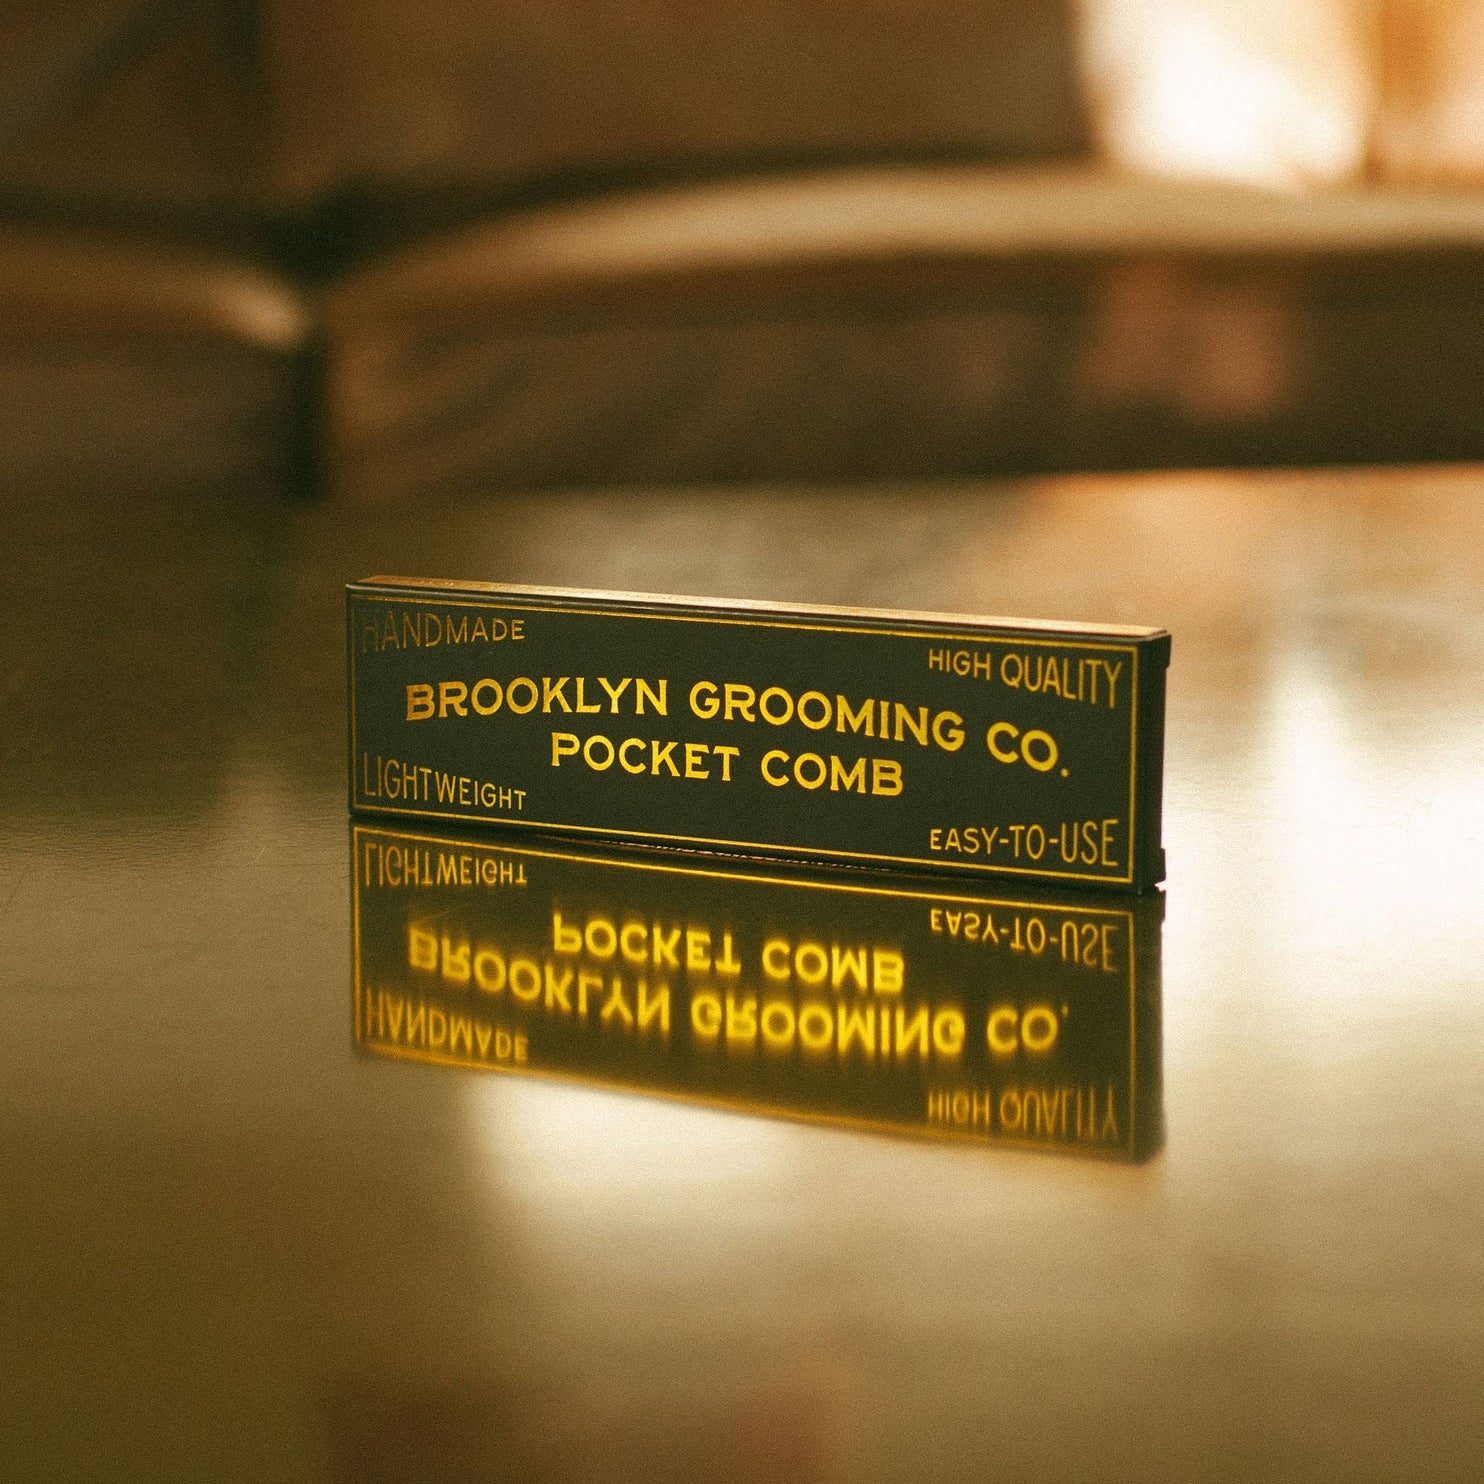 HANDMADE
HIGH QUALITY
BROOKLYN GROOMING CO.
POCKET COMB
LIGHTWEIGHT
EASY-TO-USE